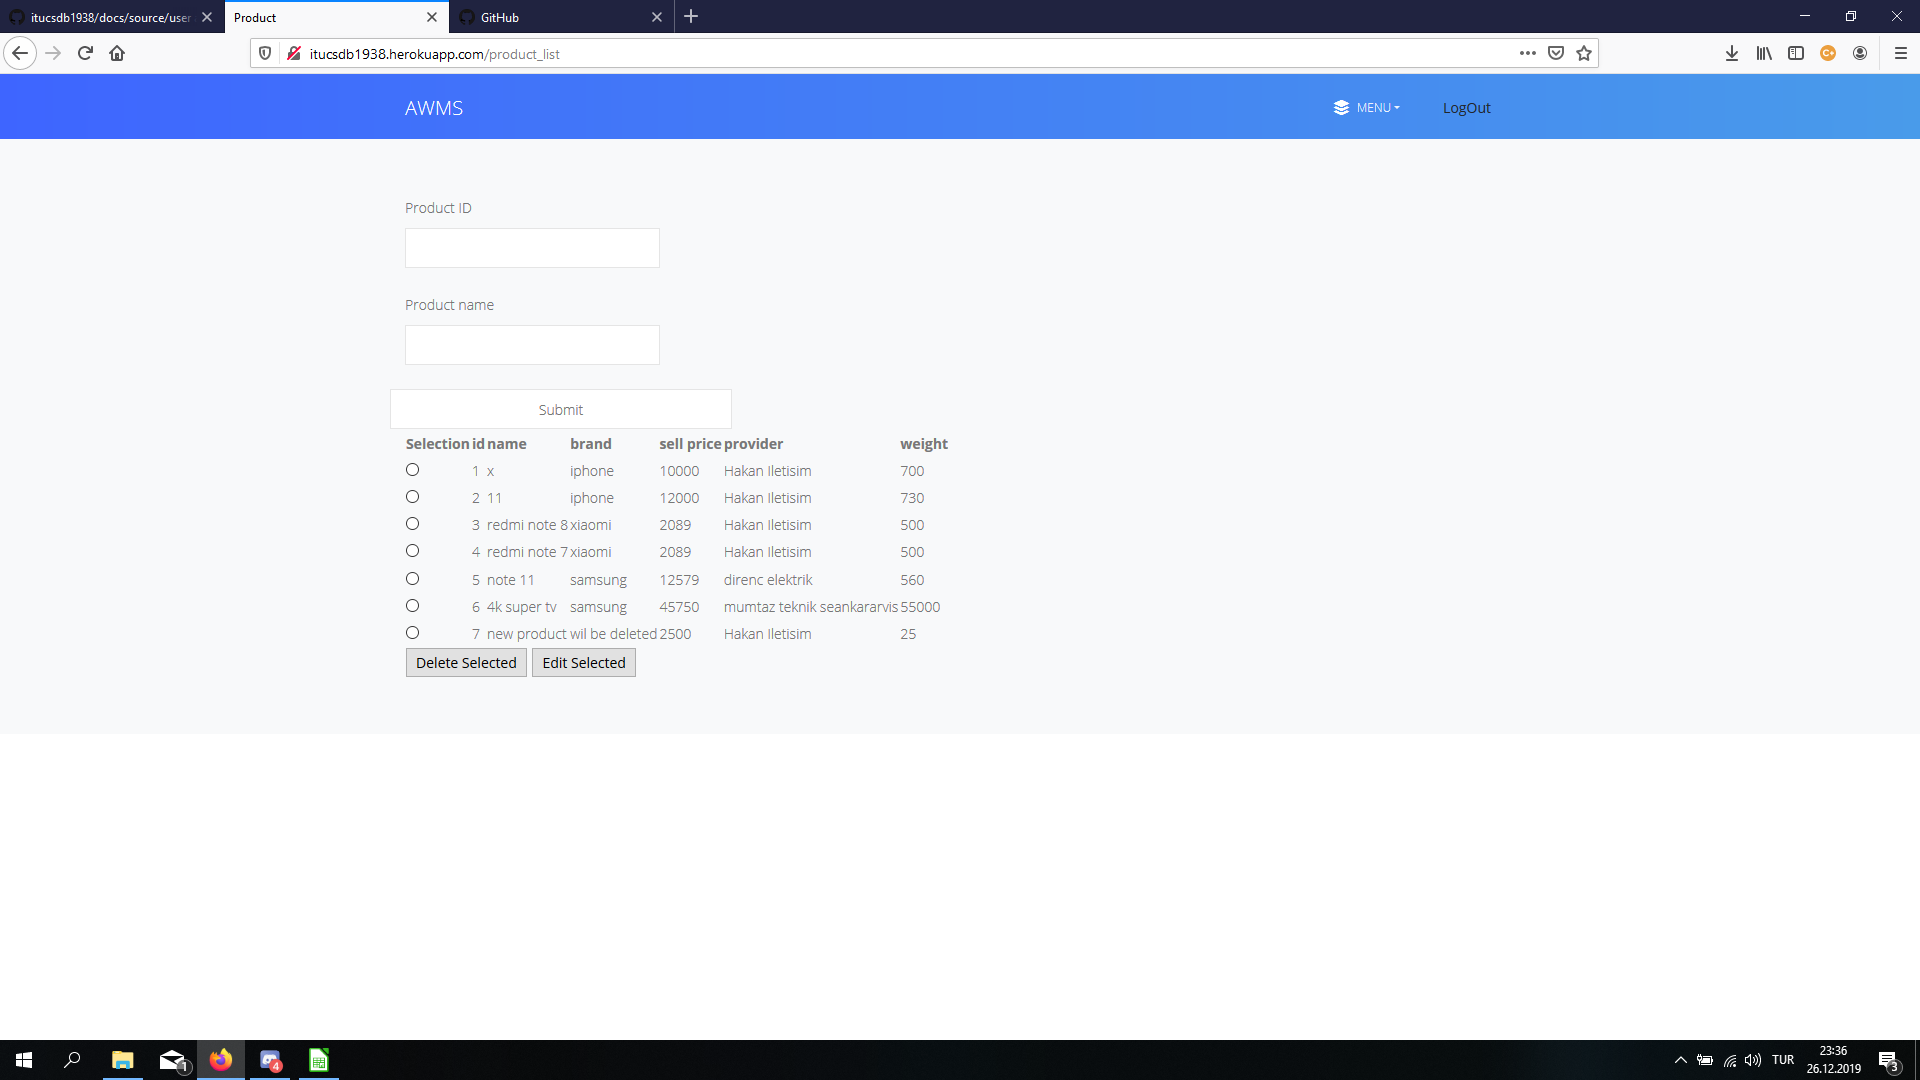 itucsdb1938/docs/source/user
Product
GitHub
itucsdb1938.herokuapp.com/product_list
AWMS
MENU
LogOut
Product ID
Product name
Submit
Selection id name brand sell price provider weight
1 x iphone 10000 Hakan Iletisim 700
2 11 iphone 12000 Hakan Iletisim 730
3 redmi note 8 xiaomi 2089 Hakan Iletisim 500
4 redmi note 7 xiaomi 2089 Hakan Iletisim 500
5 note 11 samsung 12579 direnc elektrik 560
6 4k super tv samsung 45750 mumtaz teknik seankararvis 55000
7 new product wil be deleted 2500 Hakan Iletisim 25
Delete Selected Edit Selected
1
4
TUR
23:36
26.12.2019
3